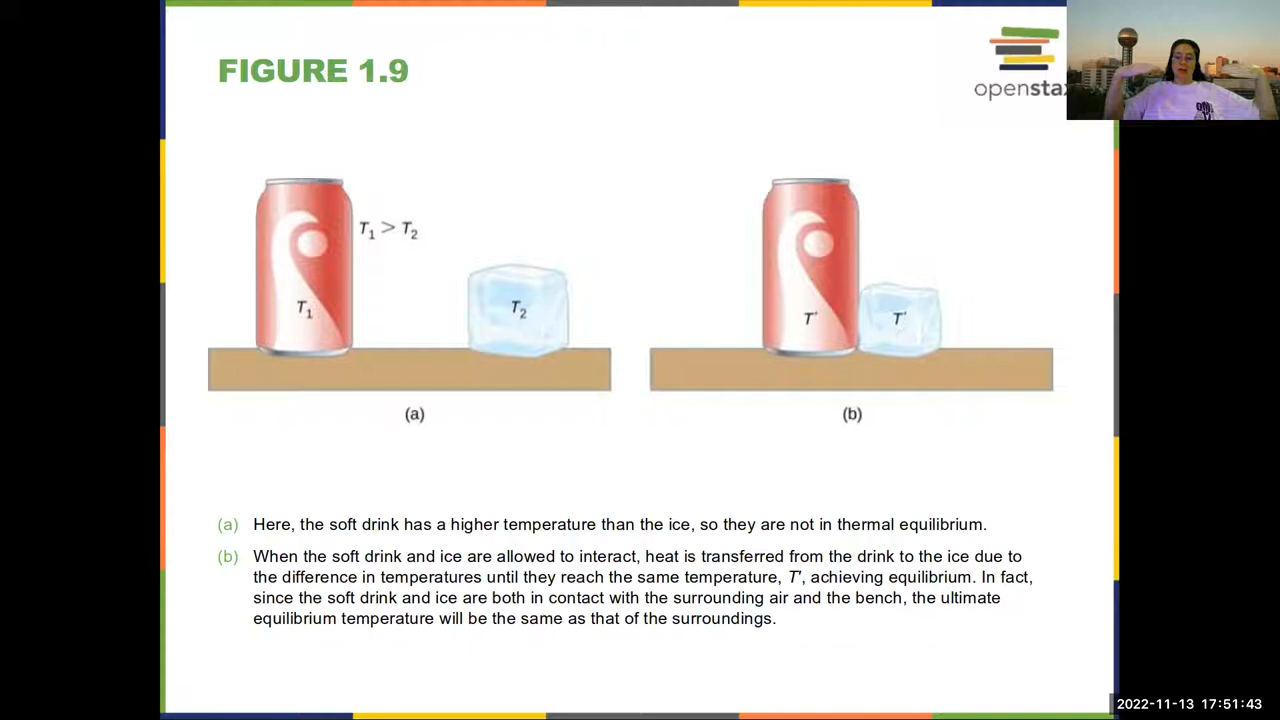 FIGURE 1.9
opensta
T₁ > T₂
T₁
T₂
T′
T′
(a)
(b)
(a) Here, the soft drink has a higher temperature than the ice, so they are not in thermal equilibrium.
(b) When the soft drink and ice are allowed to interact, heat is transferred from the drink to the ice due to
the difference in temperatures until they reach the same temperature, T′, achieving equilibrium. In fact,
since the soft drink and ice are both in contact with the surrounding air and the bench, the ultimate
equilibrium temperature will be the same as that of the surroundings.
2022-11-13 17:51:43